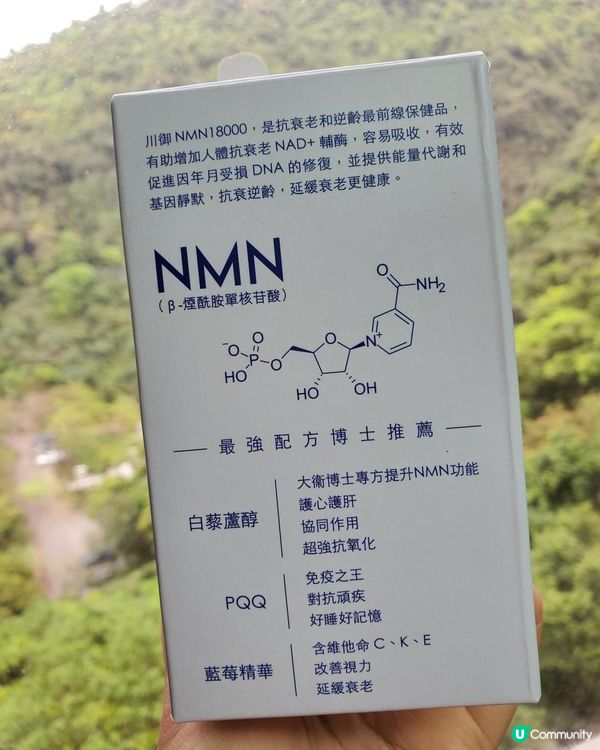 川御 NMN18000，是抗衰老和逆齡最前線保健品，
有助增加人體抗衰老 NAD+ 輔酶，容易吸收，有效
促進因年月受損 DNA 的修復，並提供能量代謝和
基因靜默，抗衰逆齡，延緩衰老更健康。
NMN
（β-煙酰胺單核苷酸）
O
NH₂
N⁺
O
⁻O
P
O
HO
O
HO
OH
最強配方博士推薦
白藜蘆醇
大衞博士專方提升NMN功能
護心護肝
協同作用
超強抗氧化
PQQ
免疫之王
對抗頑疾
好睡好記憶
藍莓精華
含維他命 C、K、E
改善視力
延緩衰老
U Community